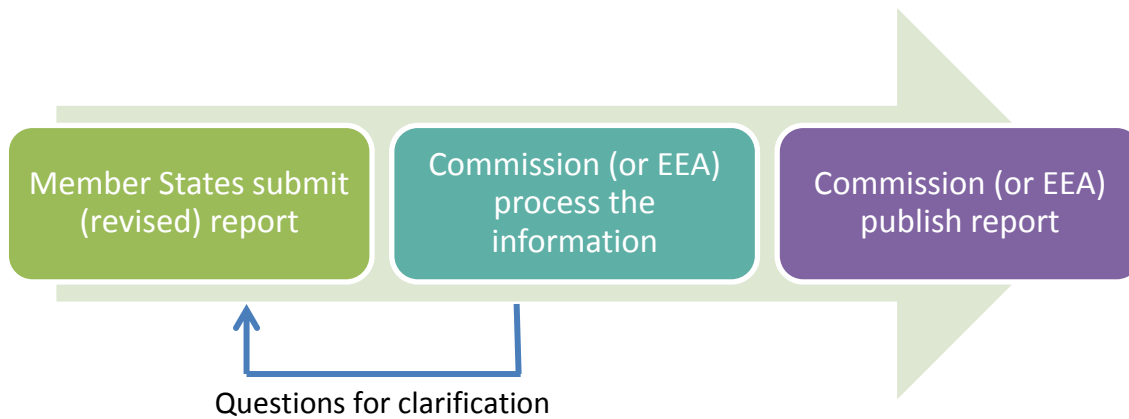 Member States submit
(revised) report
Commission (or EEA)
process the
information
Commission (or EEA)
publish report
Questions for clarification